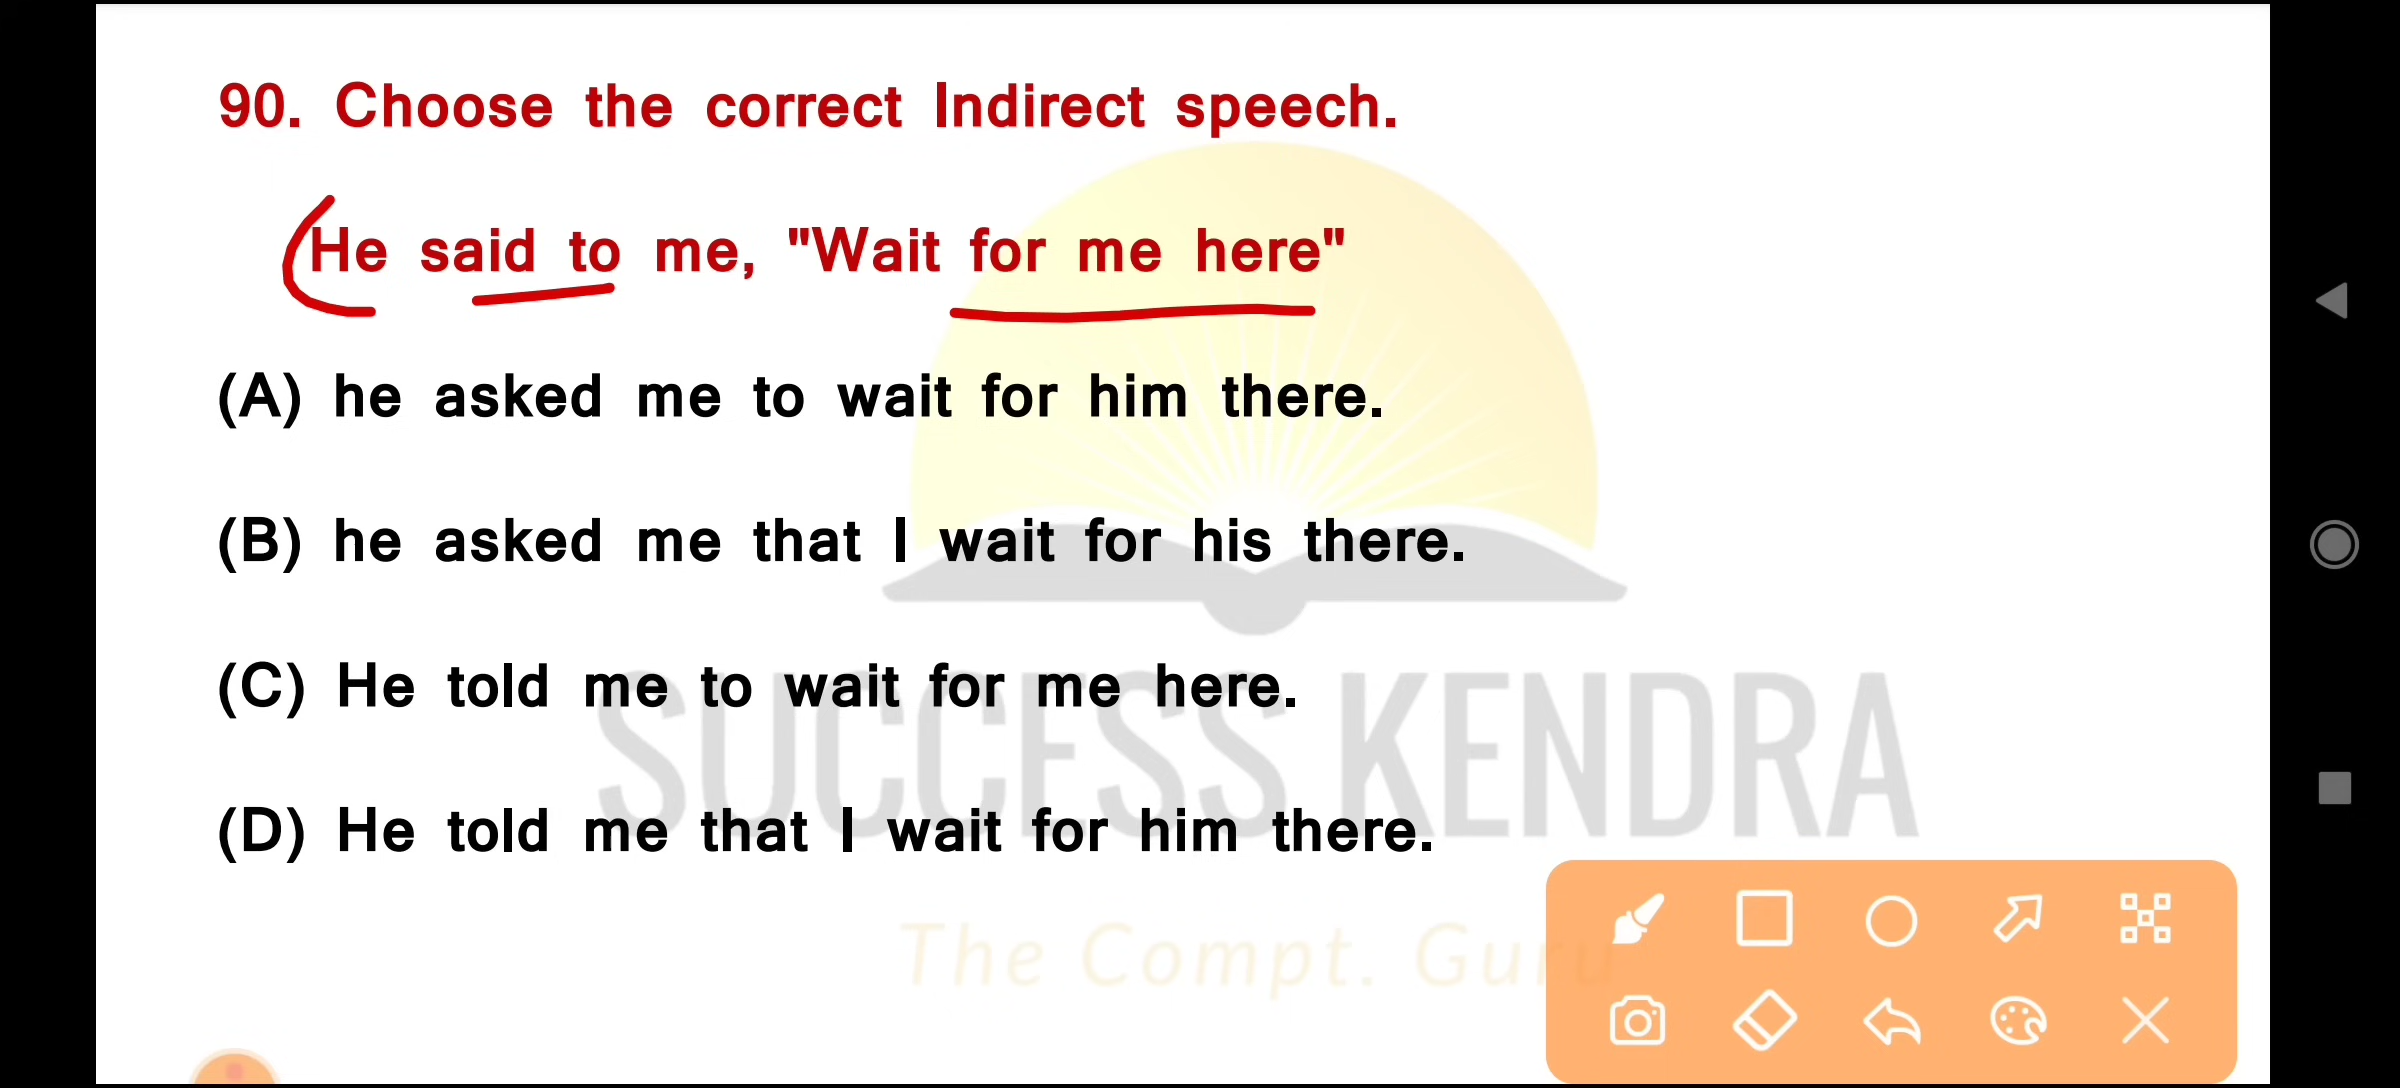 90. Choose the correct Indirect speech.
He said to me, "Wait for me here"
(A) he asked me to wait for him there.
(B) he asked me that I wait for his there.
(C) He told me to wait for me here.
(D) He told me that I wait for him there.
SUCCESS KENDRA
The Compt. Guru